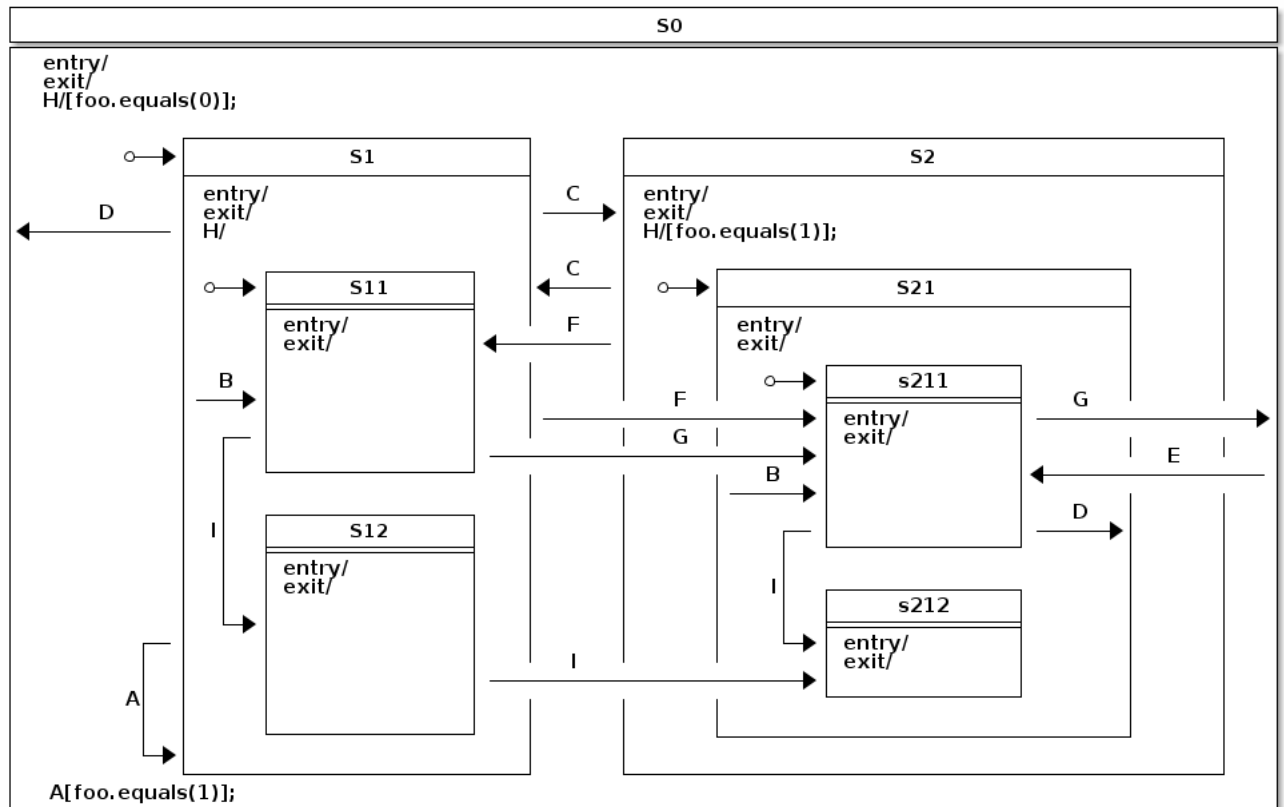 S0
entry/
exit/
H/[foo.equals(0)];
S1
S2
entry/
exit/
H/
C
entry/
exit/
H/[foo.equals(1)];
D
C
S11
S21
entry/
exit/
F
entry/
exit/
B
s211
F
G
entry/
exit/
G
E
B
D
I
S12
entry/
exit/
I
s212
entry/
exit/
I
A
A[foo.equals(1)];